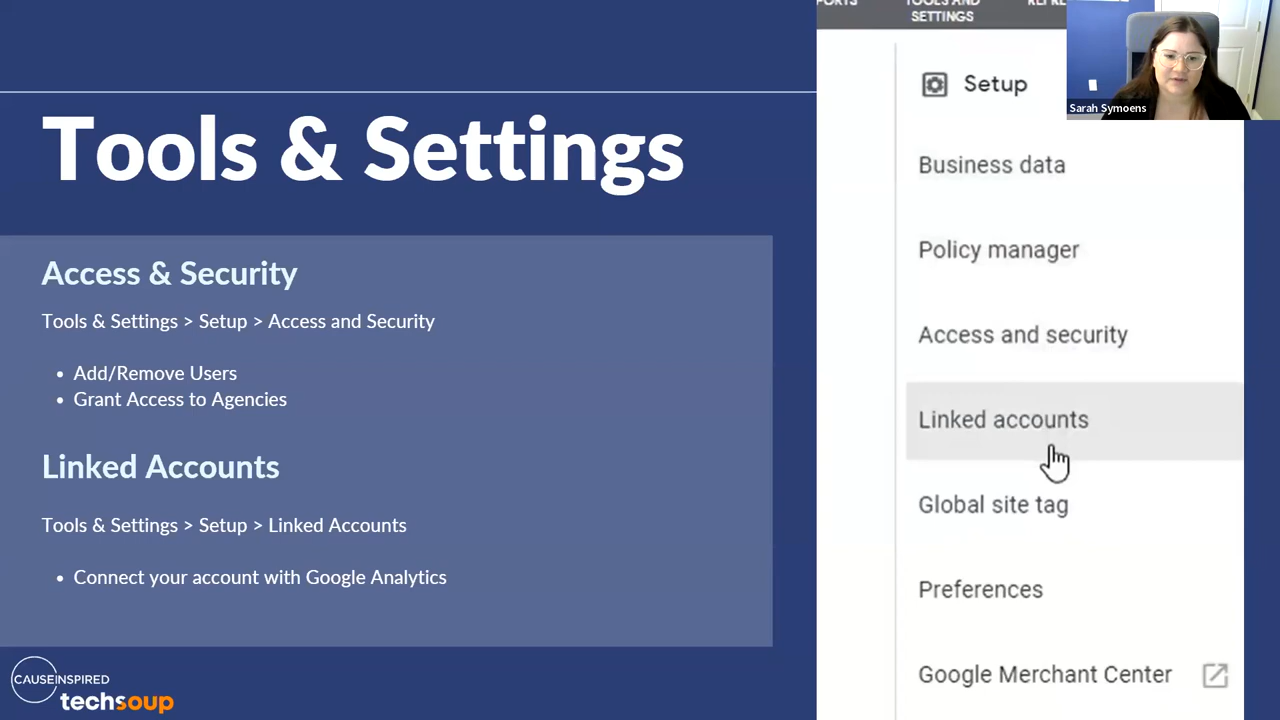 Tools & Settings
Access & Security
Tools & Settings > Setup > Access and Security
• Add/Remove Users
• Grant Access to Agencies
Linked Accounts
Tools & Settings > Setup > Linked Accounts
• Connect your account with Google Analytics
CAUSEINSPIRED
techsoup
SETTINGS
Setup
Business data
Policy manager
Access and security
Linked accounts
Global site tag
Preferences
Google Merchant Center
Sarah Symoens